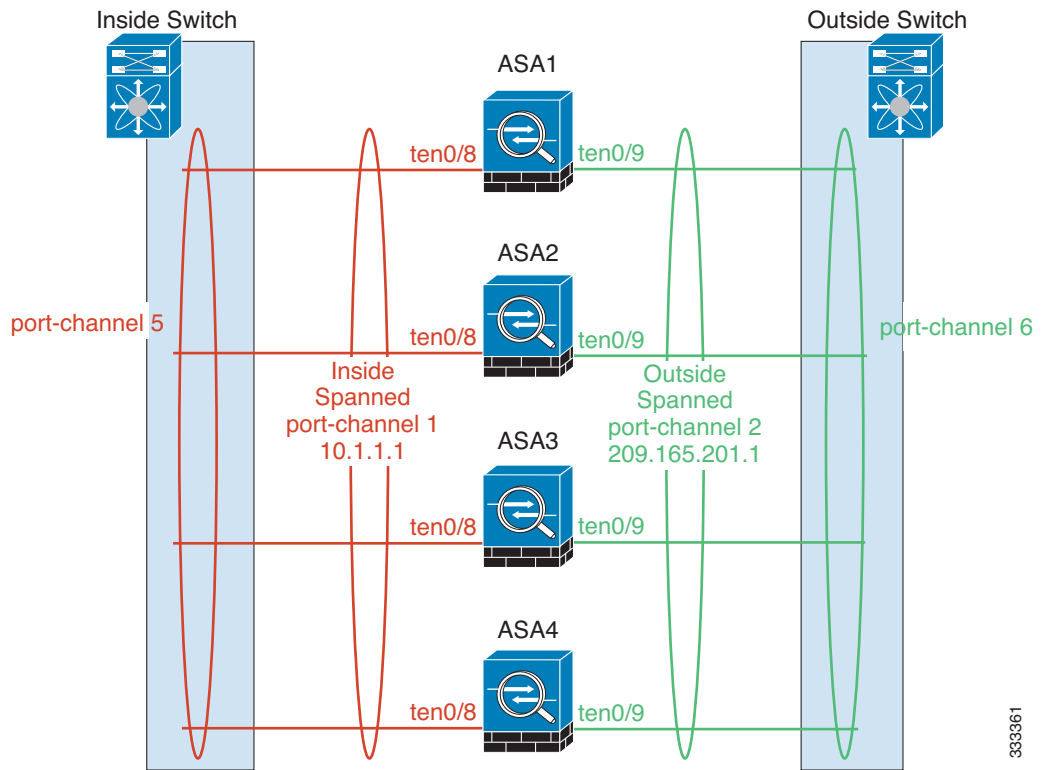 Inside Switch
Outside Switch
ASA1
ten0/8
ten0/9
ASA2
port-channel 5
ten0/8
ten0/9
port-channel 6
Inside
Spanned
port-channel 1
10.1.1.1
Outside
Spanned
port-channel 2
209.165.201.1
ASA3
ten0/8
ten0/9
ASA4
ten0/8
ten0/9
333361